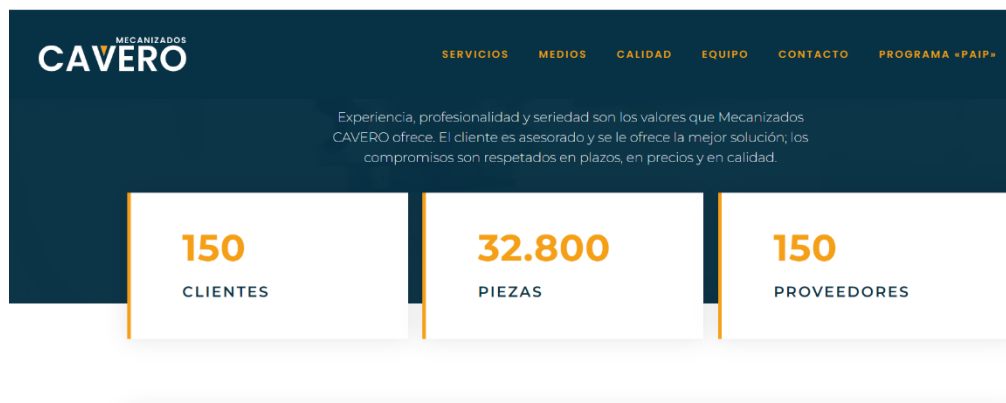 MECANIZADOS
CAVERO
SERVICIOS MEDIOS CALIDAD EQUIPO CONTACTO PROGRAMA «PAIP»
Experiencia, profesionalidad y seriedad son los valores que Mecanizados
CAVERO ofrece. El cliente es asesorado y se le ofrece la mejor solución; los
compromisos son respetados en plazos, en precios y en calidad.
150
CLIENTES
32.800
PIEZAS
150
PROVEEDORES